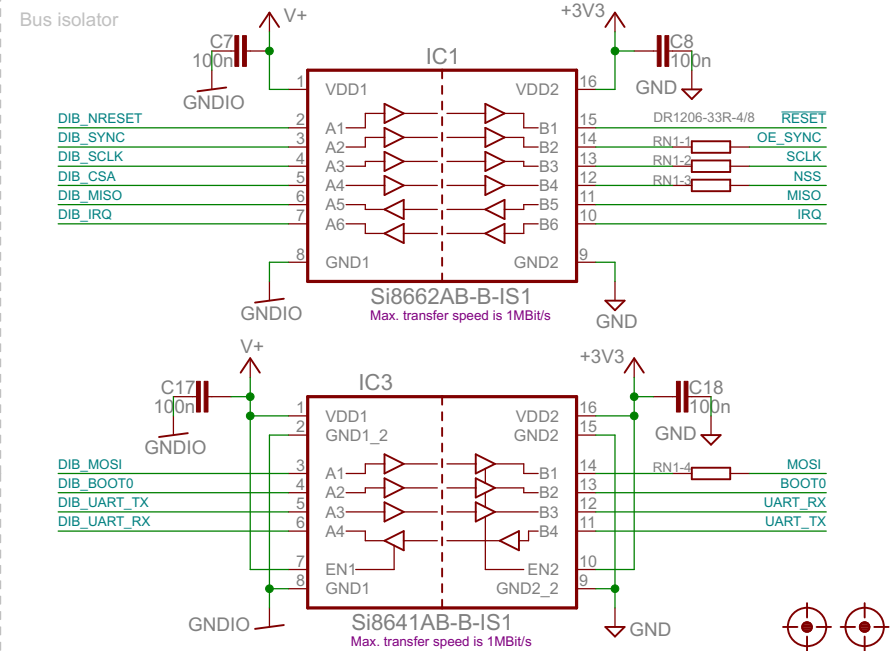 Bus isolator
V+
+3V3
C7
100n
C8
100n
IC1
GNDIO
GND
1
VDD1
VDD2
16
DIB_NRESET
2
A1
B1
15
DR1206-33R-4/8
RESET
DIB_SYNC
3
A2
B2
14
RN1-1
OE_SYNC
DIB_SCLK
4
A3
B3
13
RN1-2
SCLK
DIB_CSA
5
A4
B4
12
RN1-3
NSS
DIB_MISO
6
A5
B5
11
MISO
DIB_IRQ
7
A6
B6
10
IRQ
8
GND1
GND2
9
Si8662AB-B-IS1
Max. transfer speed is 1MBit/s
GNDIO
GND
V+
+3V3
C17
100n
C18
100n
IC3
GNDIO
GND
1
VDD1
VDD2
16
2
GND1_2
GND2
15
DIB_MOSI
3
A1
B1
14
RN1-4
MOSI
DIB_BOOT0
4
A2
B2
13
BOOT0
DIB_UART_TX
5
A3
B3
12
UART_RX
DIB_UART_RX
6
A4
B4
11
UART_TX
7
EN1
EN2
10
8
GND1
GND2_2
9
GNDIO
Si8641AB-B-IS1
Max. transfer speed is 1MBit/s
GND